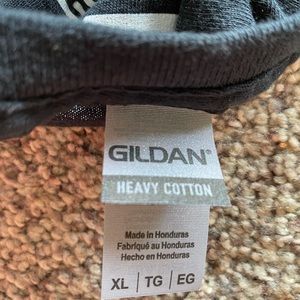 GILDAN®
HEAVY COTTON
Made in Honduras
Fabriqué au Honduras
Hecho en Honduras
XL | TG | EG